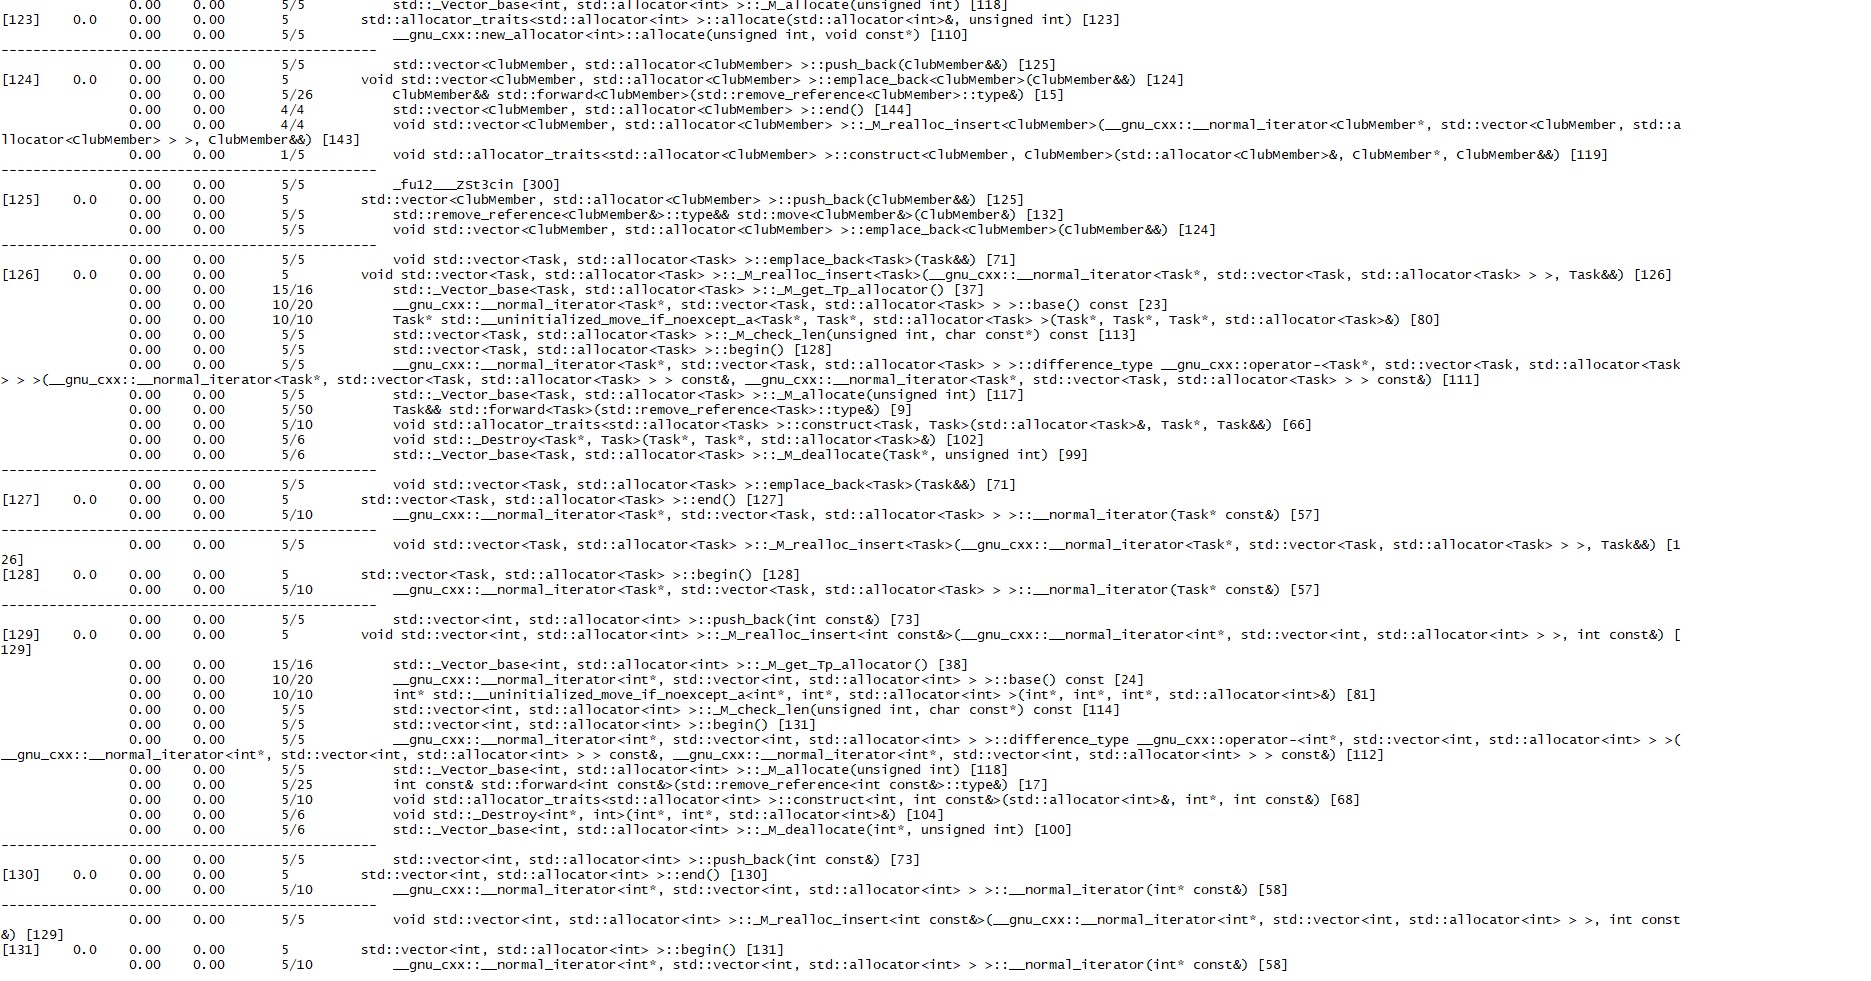 0.00 0.00 5/5 std::_Vector_base<int, std::allocator<int> >::_M_allocate(unsigned int) [118]
[123] 0.0 0.00 0.00 5 std::allocator_traits<std::allocator<int> >::allocate(std::allocator<int>&, unsigned int) [123]
0.00 0.00 5/5 __gnu_cxx::new_allocator<int>::allocate(unsigned int, void const*) [110]
-----------------------------------------------
0.00 0.00 5/5 std::vector<ClubMember, std::allocator<ClubMember> >::push_back(ClubMember&&) [125]
[124] 0.0 0.00 0.00 5 void std::vector<ClubMember, std::allocator<ClubMember> >::emplace_back<ClubMember>(ClubMember&&) [124]
0.00 0.00 5/26 ClubMember&& std::forward<ClubMember>(std::remove_reference<ClubMember>::type&) [15]
0.00 0.00 4/4 std::vector<ClubMember, std::allocator<ClubMember> >::end() [144]
0.00 0.00 4/4 void std::vector<ClubMember, std::allocator<ClubMember> >::_M_realloc_insert<ClubMember>(__gnu_cxx::__normal_iterator<ClubMember*, std::vector<ClubMember, std::a
llocator<ClubMember> > >, ClubMember&&) [143]
0.00 0.00 1/5 void std::allocator_traits<std::allocator<ClubMember> >::construct<ClubMember, ClubMember>(std::allocator<ClubMember>&, ClubMember*, ClubMember&&) [119]
-----------------------------------------------
0.00 0.00 5/5 _fu12___ZSt3cin [300]
[125] 0.0 0.00 0.00 5 std::vector<ClubMember, std::allocator<ClubMember> >::push_back(ClubMember&&) [125]
0.00 0.00 5/5 std::remove_reference<ClubMember&>::type&& std::move<ClubMember&>(ClubMember&) [132]
0.00 0.00 5/5 void std::vector<ClubMember, std::allocator<ClubMember> >::emplace_back<ClubMember>(ClubMember&&) [124]
-----------------------------------------------
0.00 0.00 5/5 void std::vector<Task, std::allocator<Task> >::emplace_back<Task>(Task&&) [71]
[126] 0.0 0.00 0.00 5 void std::vector<Task, std::allocator<Task> >::_M_realloc_insert<Task>(__gnu_cxx::__normal_iterator<Task*, std::vector<Task, std::allocator<Task> > >, Task&&) [126]
0.00 0.00 15/16 std::_Vector_base<Task, std::allocator<Task> >::_M_get_Tp_allocator() [37]
0.00 0.00 10/20 __gnu_cxx::__normal_iterator<Task*, std::vector<Task, std::allocator<Task> > >::base() const [23]
0.00 0.00 10/10 Task* std::__uninitialized_move_if_noexcept_a<Task*, Task*, std::allocator<Task> >(Task*, Task*, Task*, std::allocator<Task>&) [80]
0.00 0.00 5/5 std::vector<Task, std::allocator<Task> >::_M_check_len(unsigned int, char const*) const [113]
0.00 0.00 5/5 std::vector<Task, std::allocator<Task> >::begin() [128]
0.00 0.00 5/5 __gnu_cxx::__normal_iterator<Task*, std::vector<Task, std::allocator<Task> > >::difference_type __gnu_cxx::operator-<Task*, std::vector<Task, std::allocator<Task
> > >(__gnu_cxx::__normal_iterator<Task*, std::vector<Task, std::allocator<Task> > > const&, __gnu_cxx::__normal_iterator<Task*, std::vector<Task, std::allocator<Task> > > const&) [111]
0.00 0.00 5/5 std::_Vector_base<Task, std::allocator<Task> >::_M_allocate(unsigned int) [117]
0.00 0.00 5/50 Task&& std::forward<Task>(std::remove_reference<Task>::type&) [9]
0.00 0.00 5/10 void std::allocator_traits<std::allocator<Task> >::construct<Task, Task>(std::allocator<Task>&, Task*, Task&&) [66]
0.00 0.00 5/6 void std::_Destroy<Task*, Task>(Task*, Task*, std::allocator<Task>&) [102]
0.00 0.00 5/6 std::_Vector_base<Task, std::allocator<Task> >::_M_deallocate(Task*, unsigned int) [99]
-----------------------------------------------
0.00 0.00 5/5 void std::vector<Task, std::allocator<Task> >::emplace_back<Task>(Task&&) [71]
[127] 0.0 0.00 0.00 5 std::vector<Task, std::allocator<Task> >::end() [127]
0.00 0.00 5/10 __gnu_cxx::__normal_iterator<Task*, std::vector<Task, std::allocator<Task> > >::__normal_iterator(Task* const&) [57]
-----------------------------------------------
0.00 0.00 5/5 void std::vector<Task, std::allocator<Task> >::_M_realloc_insert<Task>(__gnu_cxx::__normal_iterator<Task*, std::vector<Task, std::allocator<Task> > >, Task&&) [1
26]
[128] 0.0 0.00 0.00 5 std::vector<Task, std::allocator<Task> >::begin() [128]
0.00 0.00 5/10 __gnu_cxx::__normal_iterator<Task*, std::vector<Task, std::allocator<Task> > >::__normal_iterator(Task* const&) [57]
-----------------------------------------------
0.00 0.00 5/5 std::vector<int, std::allocator<int> >::push_back(int const&) [73]
[129] 0.0 0.00 0.00 5 void std::vector<int, std::allocator<int> >::_M_realloc_insert<int const&>(__gnu_cxx::__normal_iterator<int*, std::vector<int, std::allocator<int> > >, int const&) [
129]
0.00 0.00 15/16 std::_Vector_base<int, std::allocator<int> >::_M_get_Tp_allocator() [38]
0.00 0.00 10/20 __gnu_cxx::__normal_iterator<int*, std::vector<int, std::allocator<int> > >::base() const [24]
0.00 0.00 10/10 int* std::__uninitialized_move_if_noexcept_a<int*, int*, std::allocator<int> >(int*, int*, int*, std::allocator<int>&) [81]
0.00 0.00 5/5 std::vector<int, std::allocator<int> >::_M_check_len(unsigned int, char const*) const [114]
0.00 0.00 5/5 std::vector<int, std::allocator<int> >::begin() [131]
0.00 0.00 5/5 __gnu_cxx::__normal_iterator<int*, std::vector<int, std::allocator<int> > >::difference_type __gnu_cxx::operator-<int*, std::vector<int, std::allocator<int> > >(
__gnu_cxx::__normal_iterator<int*, std::vector<int, std::allocator<int> > > const&, __gnu_cxx::__normal_iterator<int*, std::vector<int, std::allocator<int> > > const&) [112]
0.00 0.00 5/5 std::_Vector_base<int, std::allocator<int> >::_M_allocate(unsigned int) [118]
0.00 0.00 5/25 int const& std::forward<int const&>(std::remove_reference<int const&>::type&) [17]
0.00 0.00 5/10 void std::allocator_traits<std::allocator<int> >::construct<int, int const&>(std::allocator<int>&, int*, int const&) [68]
0.00 0.00 5/6 void std::_Destroy<int*, int>(int*, int*, std::allocator<int>&) [104]
0.00 0.00 5/6 std::_Vector_base<int, std::allocator<int> >::_M_deallocate(int*, unsigned int) [100]
-----------------------------------------------
0.00 0.00 5/5 std::vector<int, std::allocator<int> >::push_back(int const&) [73]
[130] 0.0 0.00 0.00 5 std::vector<int, std::allocator<int> >::end() [130]
0.00 0.00 5/10 __gnu_cxx::__normal_iterator<int*, std::vector<int, std::allocator<int> > >::__normal_iterator(int* const&) [58]
-----------------------------------------------
0.00 0.00 5/5 void std::vector<int, std::allocator<int> >::_M_realloc_insert<int const&>(__gnu_cxx::__normal_iterator<int*, std::vector<int, std::allocator<int> > >, int const
&) [129]
[131] 0.0 0.00 0.00 5 std::vector<int, std::allocator<int> >::begin() [131]
0.00 0.00 5/10 __gnu_cxx::__normal_iterator<int*, std::vector<int, std::allocator<int> > >::__normal_iterator(int* const&) [58]